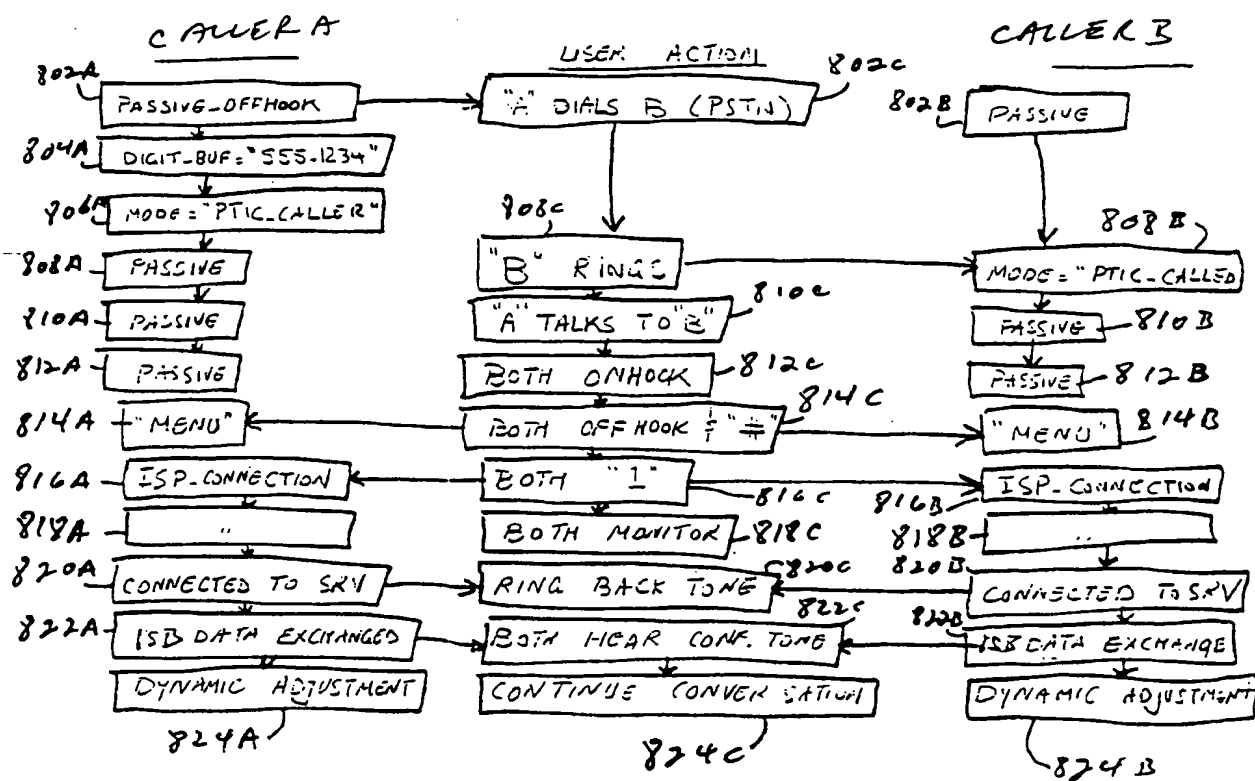 CALLER A
USER ACTION
CALLER B
802A
PASSIVE_OFFHOOK
"A" DIALS B (PSTN)
802C
802B
PASSIVE
804A
DIGIT_BUF="555-1234"
806A
MODE="PTIC_CALLER"
808C
808B
808A
PASSIVE
"B" RINGS
MODE="PTIC_CALLED
810A
PASSIVE
"A" TALKS TO "B"
810C
PASSIVE
810B
812A
PASSIVE
BOTH ONHOCK
812C
PASSIVE
812B
814A
"MENU"
BOTH OFFHOOK & "#"
814C
"MENU"
814B
816A
ISP_CONNECTION
BOTH "1"
816C
816B
ISP_CONNECTION
818A
..
BOTH MONITOR
818C
818B
..
820A
CONNECTED TO SRV
RING BACK TONE
820C
820B
CONNECTED TO SRV
822A
ISB DATA EXCHANGED
BOTH HEAR CONF. TONE
822C
822B
ISB DATA EXCHANGE
DYNAMIC ADJUSTMENT
CONTINUE CONVERSATION
DYNAMIC ADJUSTMENT
824A
824C
824B